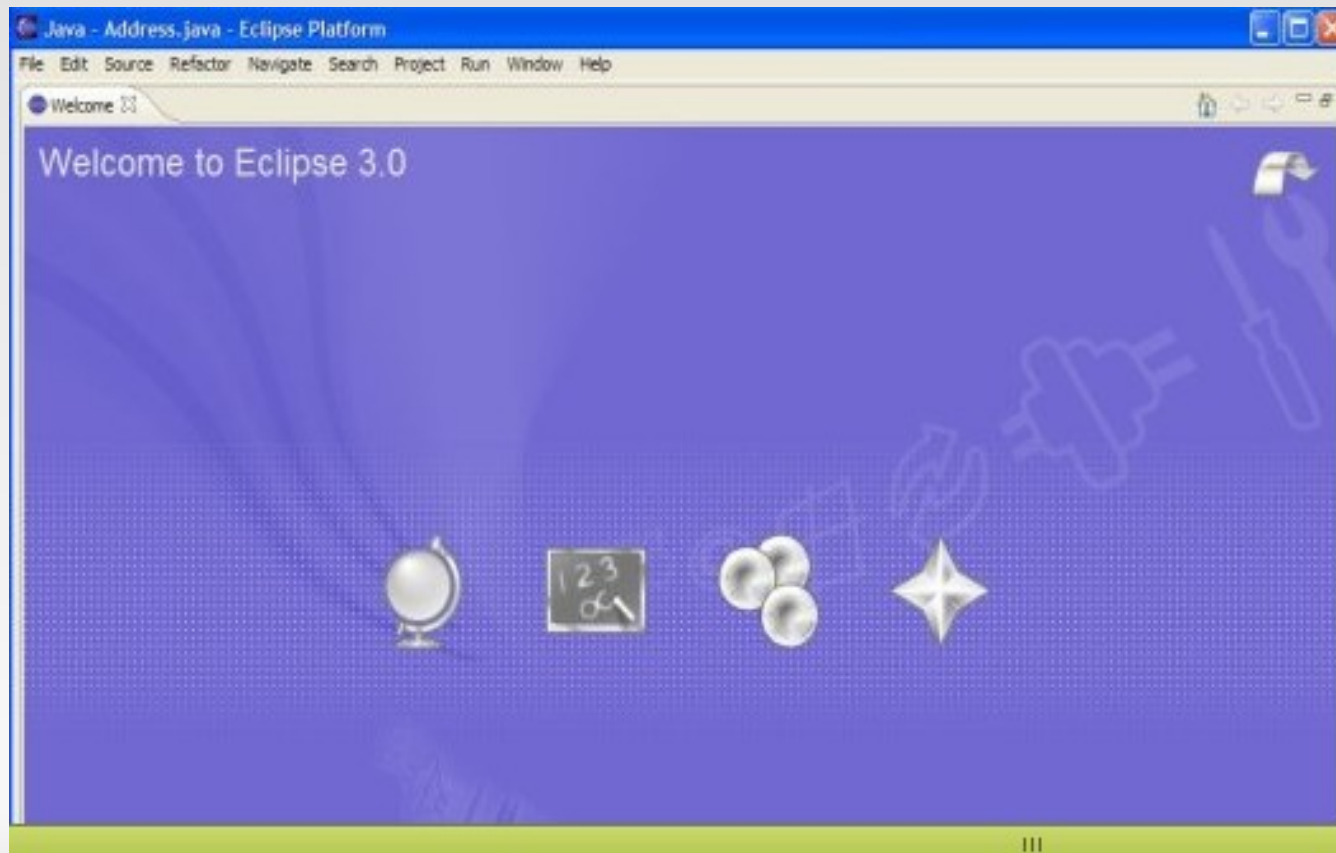 Java - Address.java - Eclipse Platform
File Edit Source Refactor Navigate Search Project Run Window Help
Welcome
Welcome to Eclipse 3.0
123